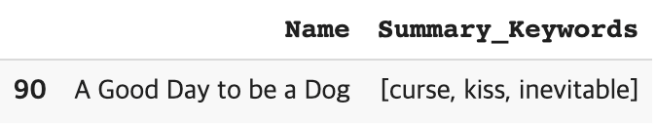 Name Summary_Keywords
90 A Good Day to be a Dog [curse, kiss, inevitable]